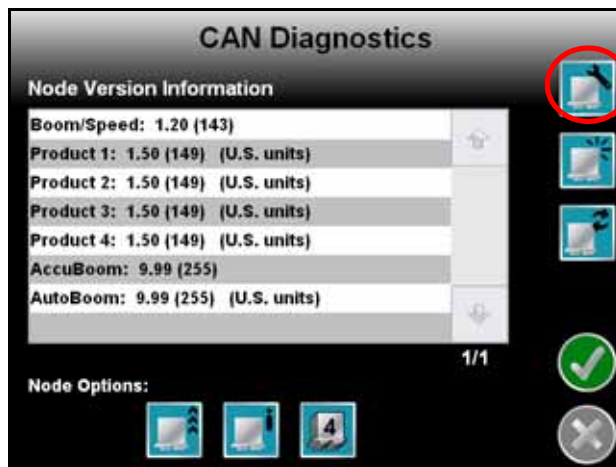 CAN Diagnostics
Node Version Information
Boom/Speed: 1.20 (143)
Product 1: 1.50 (149) (U.S. units)
Product 2: 1.50 (149) (U.S. units)
Product 3: 1.50 (149) (U.S. units)
Product 4: 1.50 (149) (U.S. units)
AccuBoom: 9.99 (255)
AutoBoom: 9.99 (255) (U.S. units)
1/1
Node Options:
4